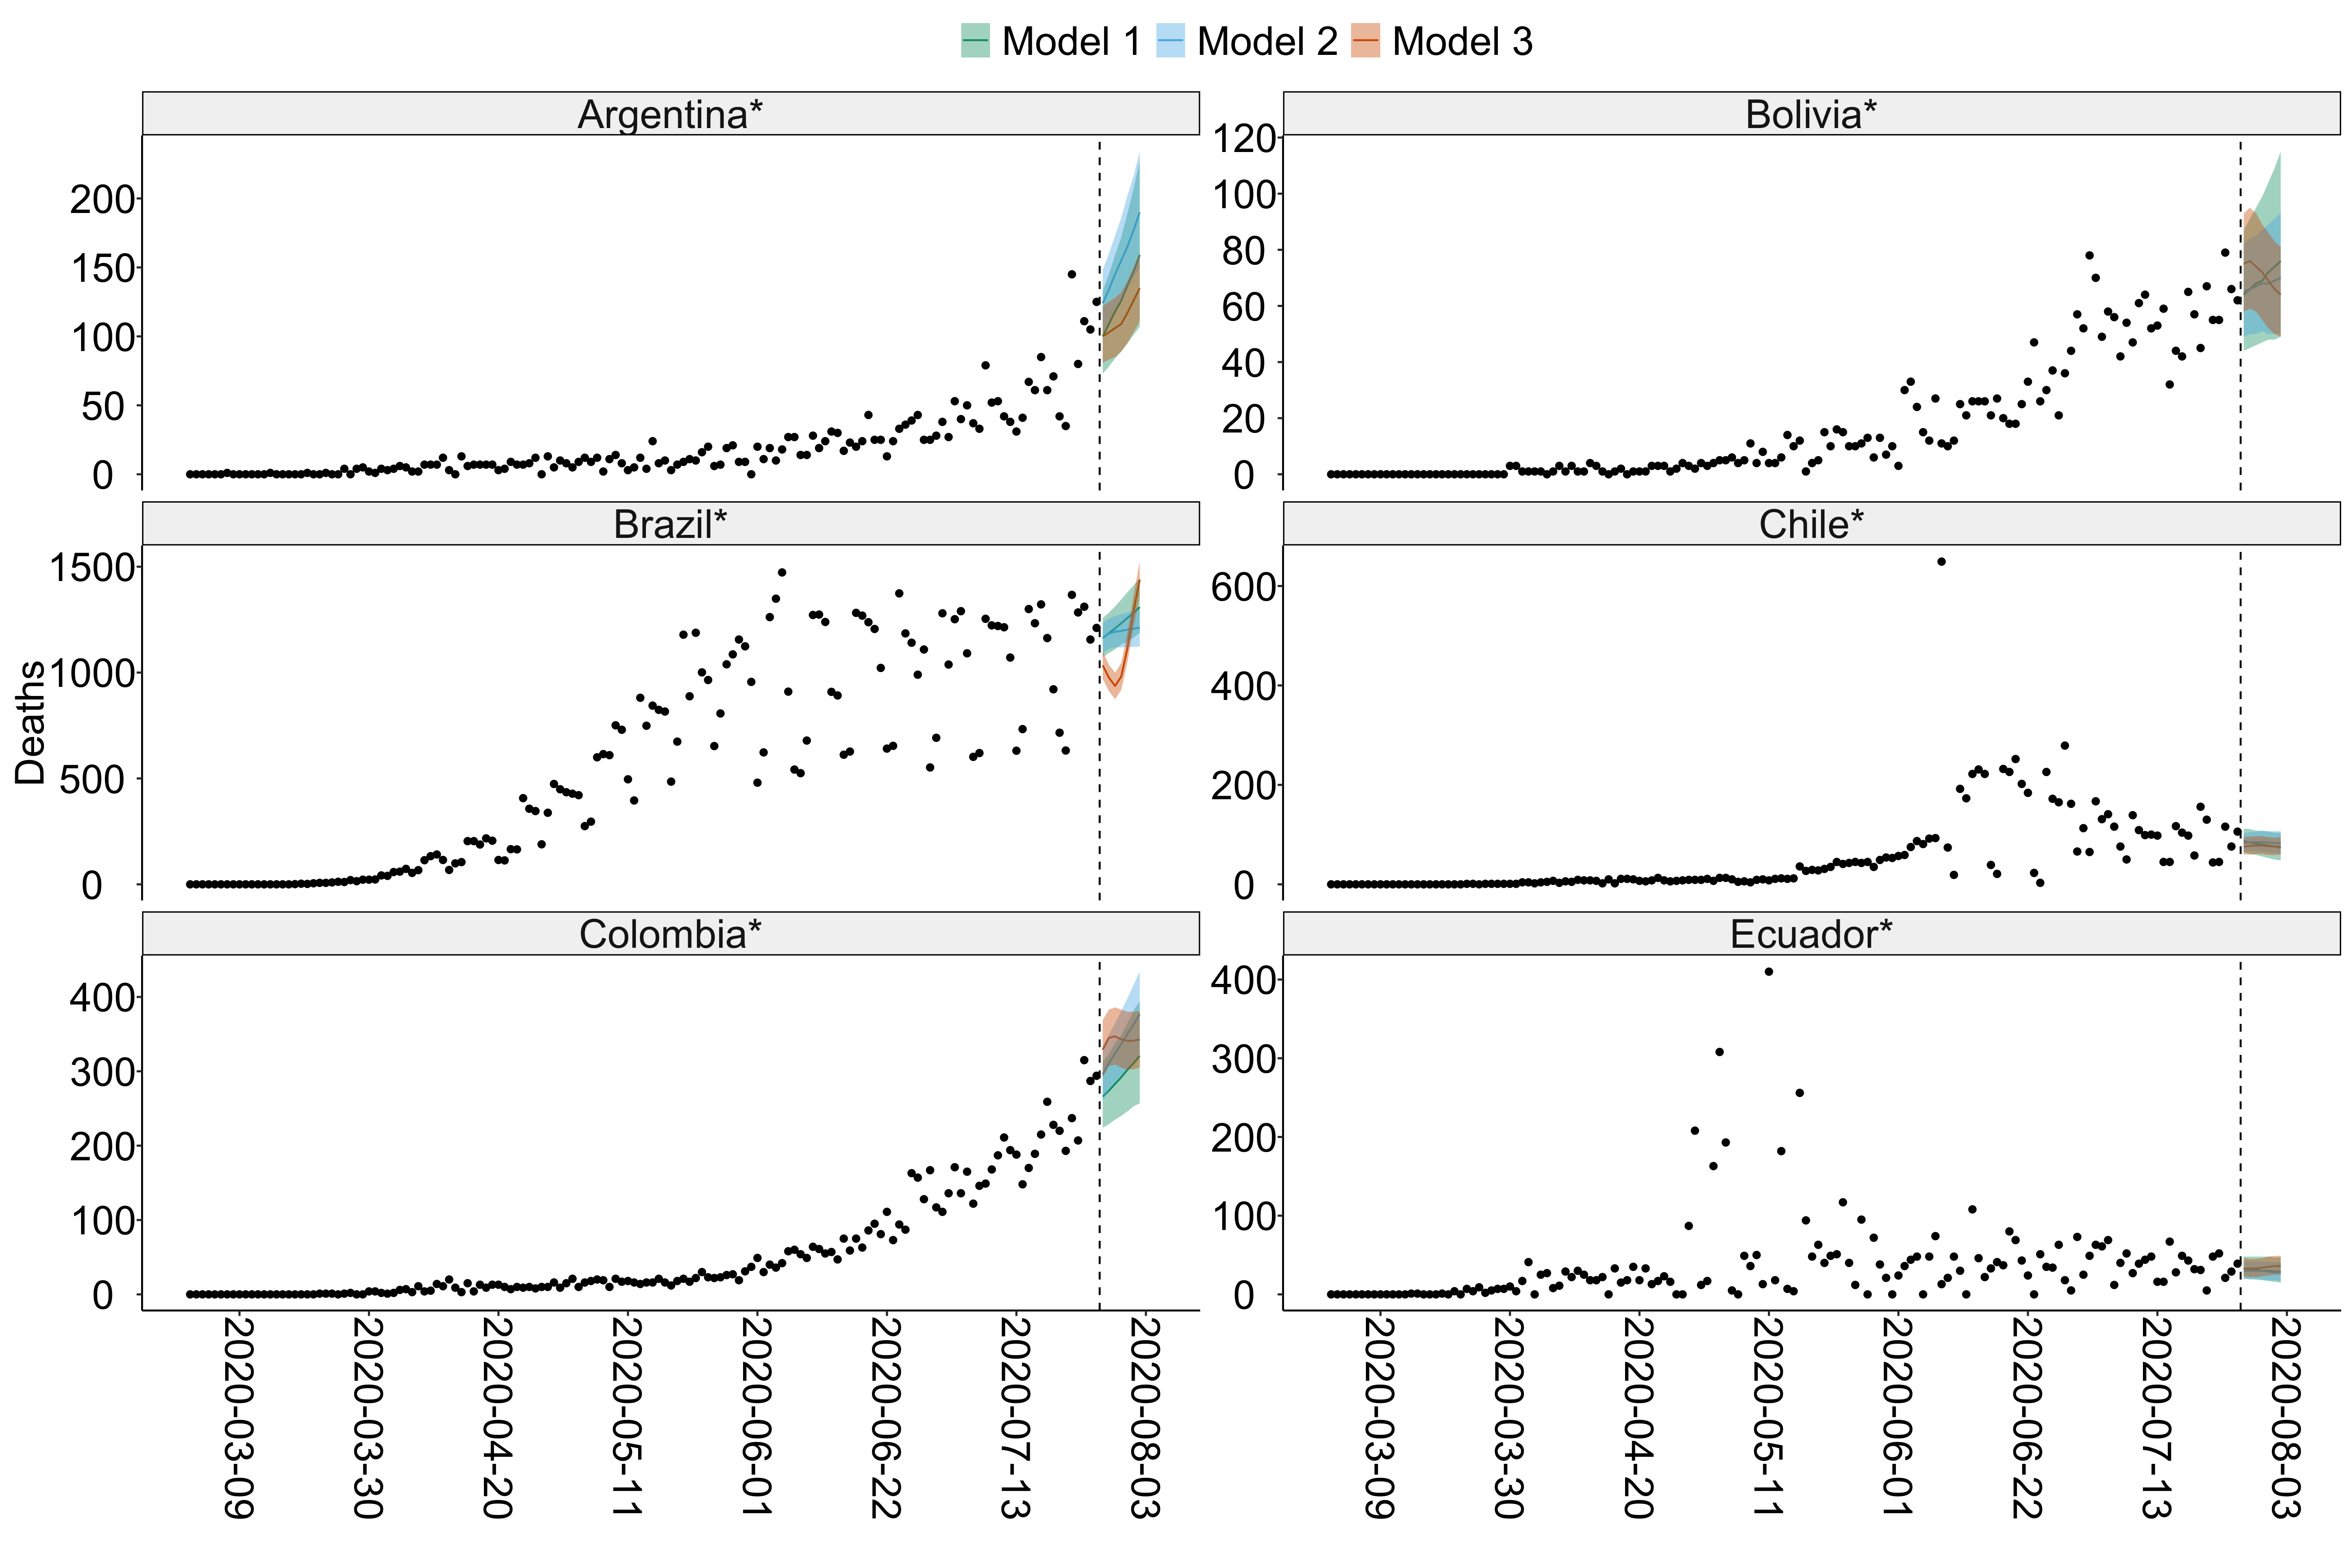 Model 1 Model 2 Model 3
Argentina* Bolivia*
200 150 100 50 0
120 100 80 60 40 20 0
Brazil* Chile*
Deaths
1500 1000 500 0
600 400 200 0
Colombia* Ecuador*
400 300 200 100 0
400 300 200 100 0
2020-03-09 2020-03-30 2020-04-20 2020-05-11 2020-06-01 2020-06-22 2020-07-13 2020-08-03
2020-03-09 2020-03-30 2020-04-20 2020-05-11 2020-06-01 2020-06-22 2020-07-13 2020-08-03